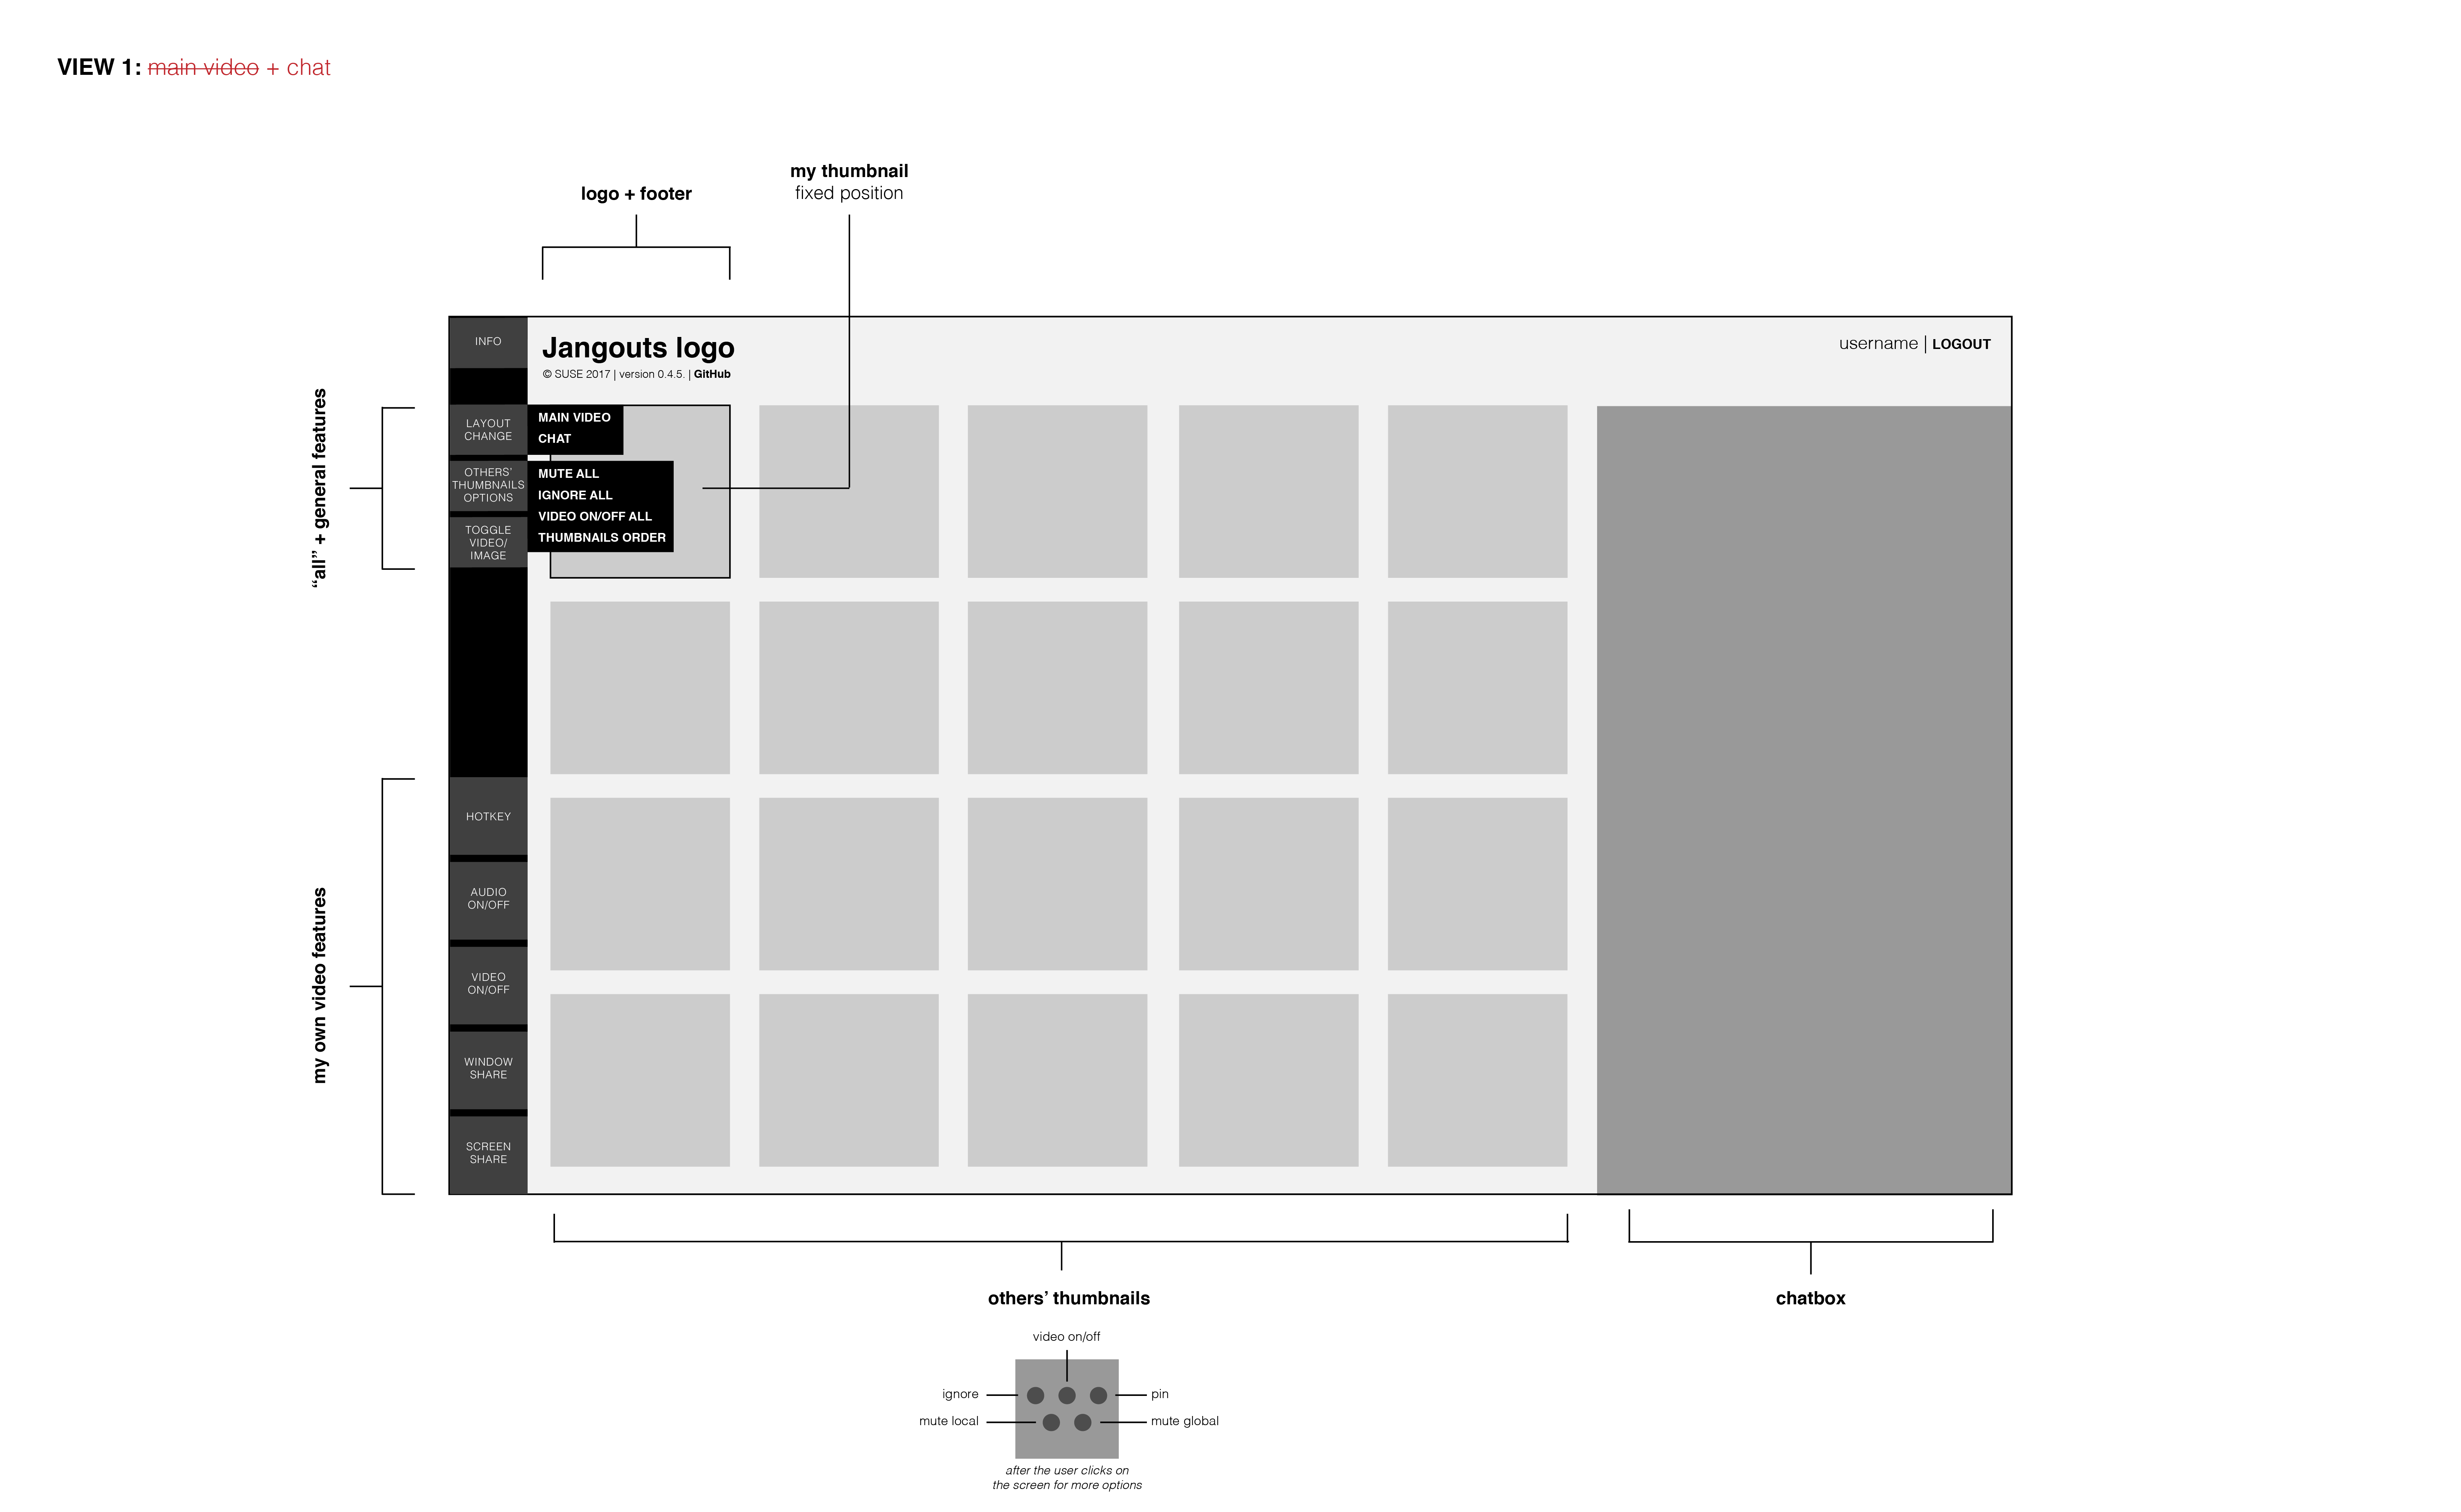 VIEW 1: main video + chat
logo + footer
my thumbnail
fixed position
INFO
Jangouts logo
© SUSE 2017 | version 0.4.5. | GitHub
username | LOGOUT
“all” + general features
LAYOUT
CHANGE
MAIN VIDEO
CHAT
OTHERS’
THUMBNAILS
OPTIONS
MUTE ALL
IGNORE ALL
VIDEO ON/OFF ALL
THUMBNAILS ORDER
TOGGLE
VIDEO/
IMAGE
my own video features
HOTKEY
AUDIO
ON/OFF
VIDEO
ON/OFF
WINDOW
SHARE
SCREEN
SHARE
others’ thumbnails
chatbox
video on/off
ignore
pin
mute local
mute global
after the user clicks on
the screen for more options